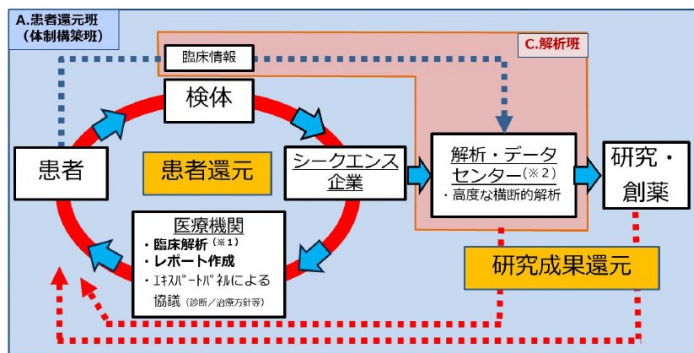 A.患者還元班
（体制構築班）
C.解析班
臨床情報
検体
患者
患者還元
シークエンス
企業
解析・データ
センター(※２)
・高度な横断的解析
研究・
創薬
医療機関
・臨床解析(※１)
・レポート作成
・エキスパートパネルによる
協議（診断／治療方針等）
研究成果還元